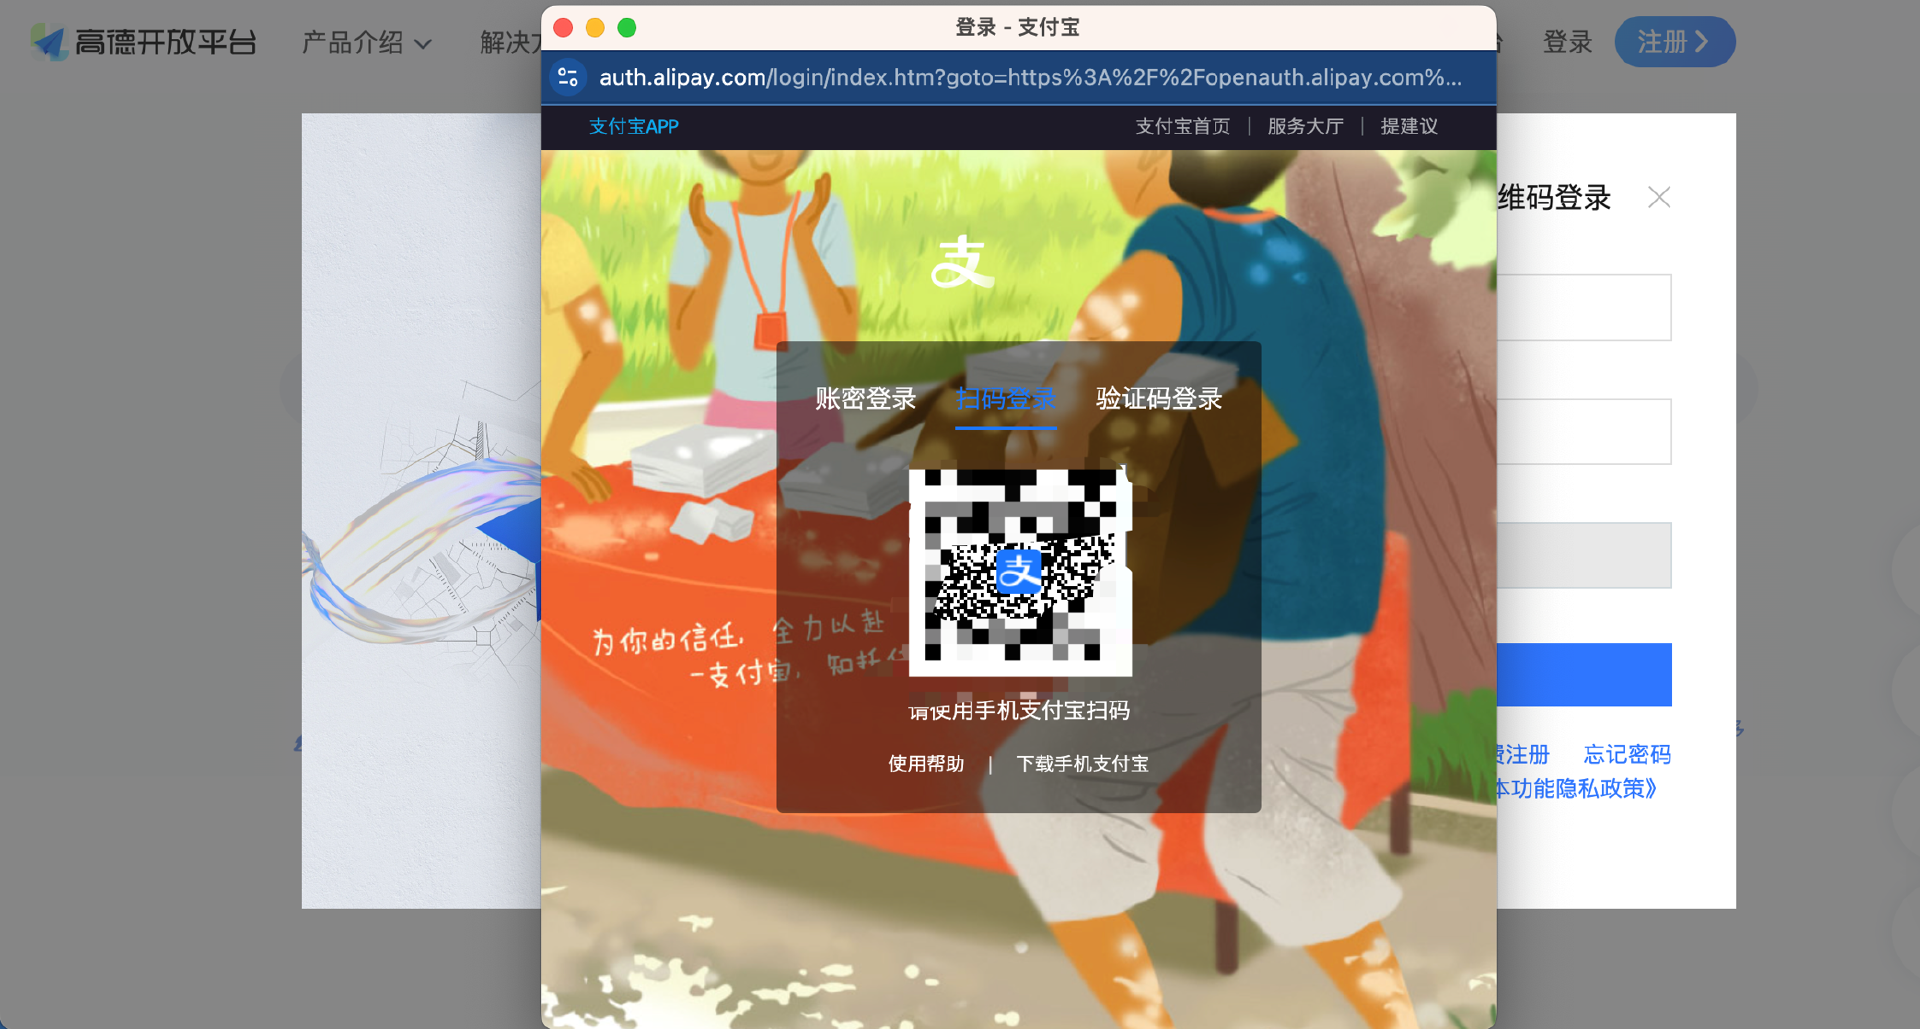 登录 - 支付宝
auth.alipay.com/login/index.htm?goto=https%3A%2F%2Fopenauth.alipay.com%...
高德开放平台
产品介绍
解决
登录
注册
支付宝APP
支付宝首页 | 服务大厅 | 提建议
维码登录
支
账密登录
扫码登录
验证码登录
支
为你的信任,全力以赴
-支付宝,知托付
请使用手机支付宝扫码
使用帮助 | 下载手机支付宝
费注册
忘记密码
本功能隐私政策》